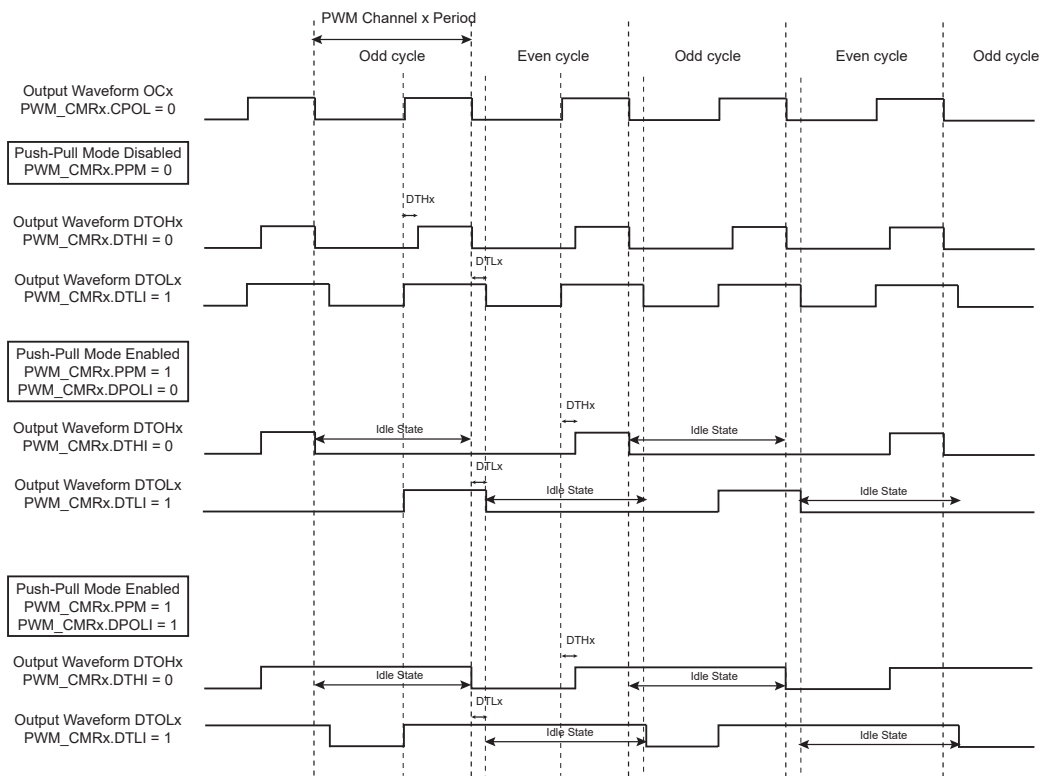 PWM Channel x Period
Odd cycle
Even cycle
Odd cycle
Even cycle
Odd cycle
Output Waveform OCx
PWM_CMRx.CPOL = 0
Push-Pull Mode Disabled
PWM_CMRx.PPM = 0
DTHx
Output Waveform DTOHx
PWM_CMRx.DTHI = 0
DTLx
Output Waveform DTOLx
PWM_CMRx.DTLI = 1
Push-Pull Mode Enabled
PWM_CMRx.PPM = 1
PWM_CMRx.DPOLI = 0
DTHx
Output Waveform DTOHx
PWM_CMRx.DTHI = 0
Idle State
Idle State
DTLx
Output Waveform DTOLx
PWM_CMRx.DTLI = 1
Idle State
Idle State
Push-Pull Mode Enabled
PWM_CMRx.PPM = 1
PWM_CMRx.DPOLI = 1
DTHx
Output Waveform DTOHx
PWM_CMRx.DTHI = 0
Idle State
Idle State
DTLx
Output Waveform DTOLx
PWM_CMRx.DTLI = 1
Idle State
Idle State